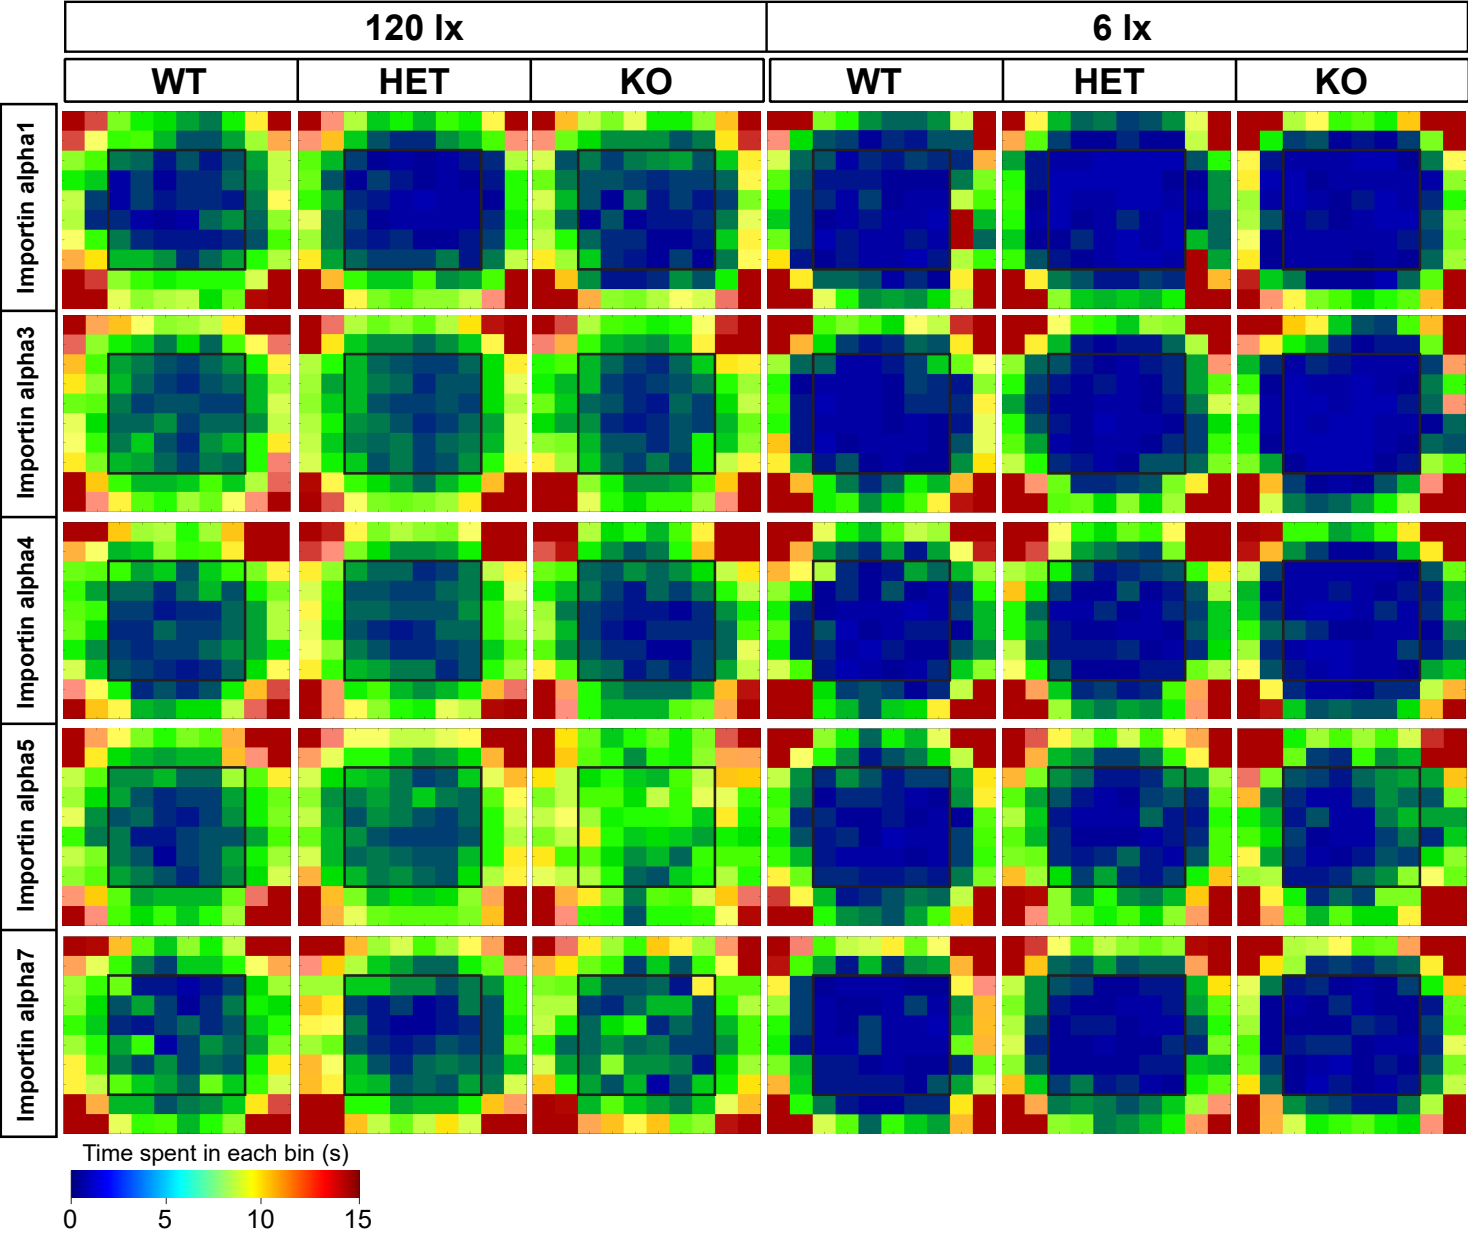 120 lx 6 lx
WT HET KO WT HET KO
Importin alpha1
Importin alpha3
Importin alpha4
Importin alpha5
Importin alpha7
Time spent in each bin (s)
0 5 10 15